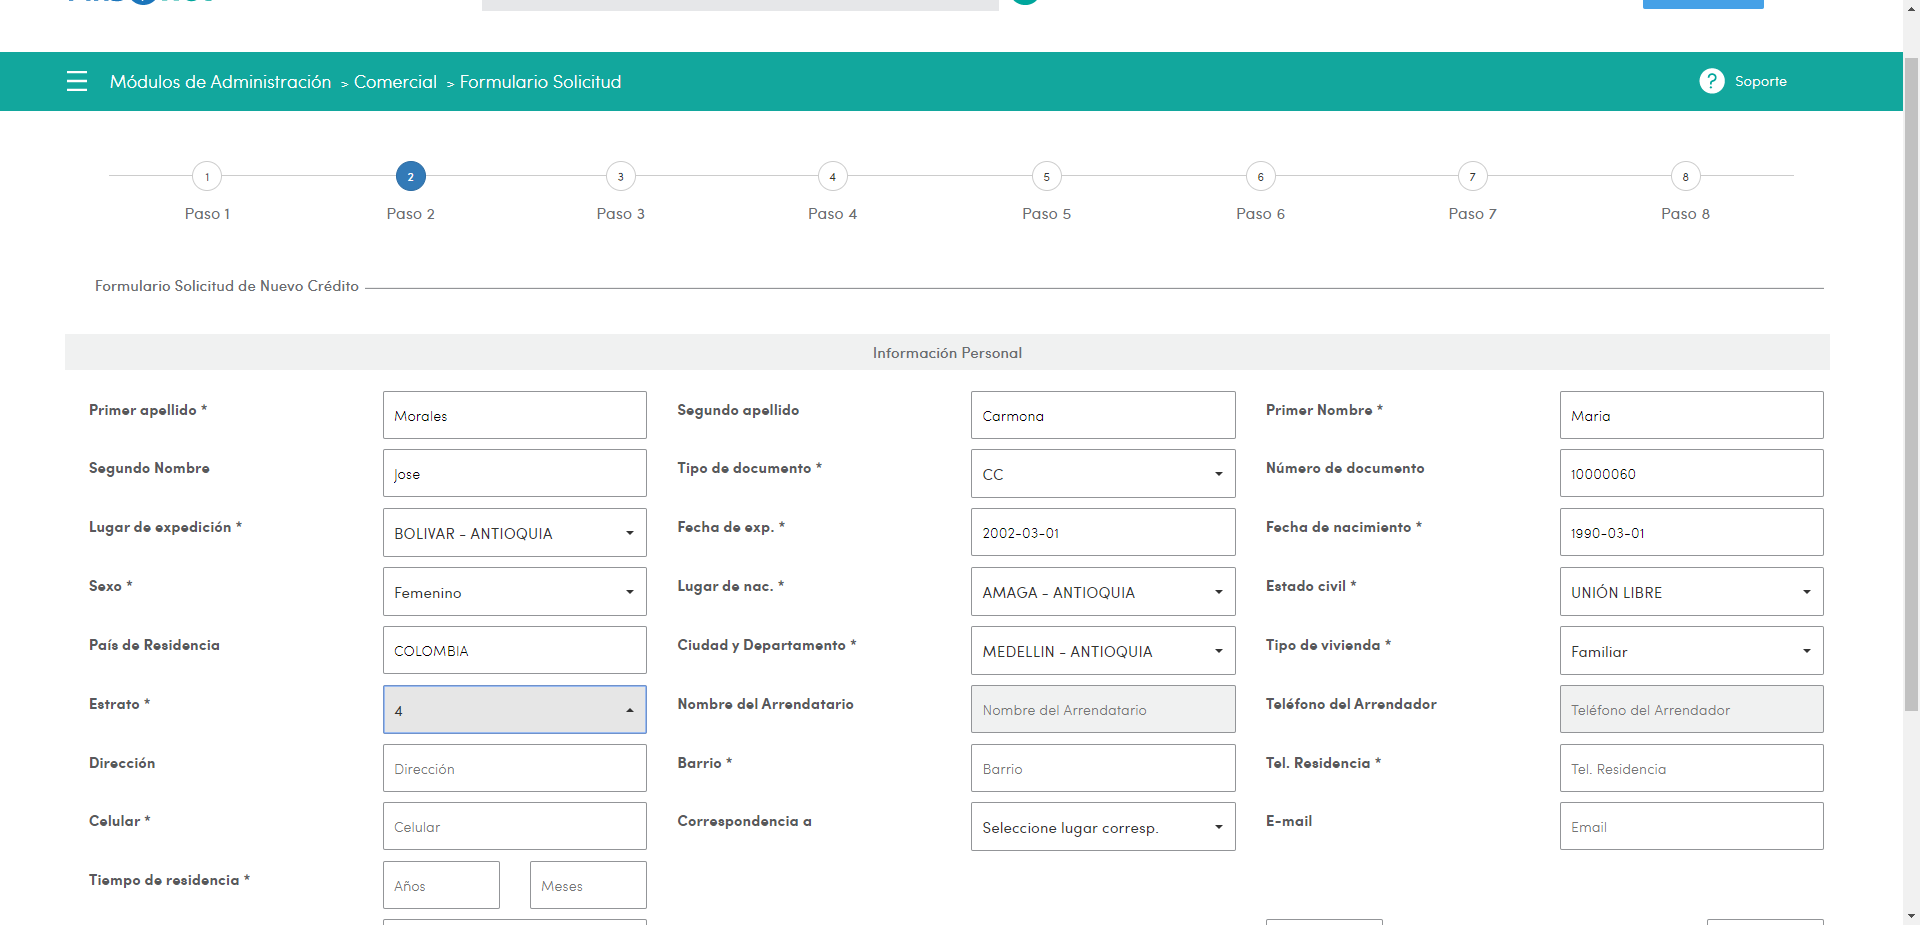 Módulos de Administración > Comercial > Formulario Solicitud
? Soporte
1 2 3 4 5 6 7 8
Paso 1 Paso 2 Paso 3 Paso 4 Paso 5 Paso 6 Paso 7 Paso 8
Formulario Solicitud de Nuevo Crédito
Información Personal
Primer apellido * Morales Segundo apellido Carmona Primer Nombre * Maria
Segundo Nombre Jose Tipo de documento * CC Número de documento 10000060
Lugar de expedición * BOLIVAR - ANTIOQUIA Fecha de exp. * 2002-03-01 Fecha de nacimiento * 1990-03-01
Sexo * Femenino Lugar de nac. * AMAGA - ANTIOQUIA Estado civil * UNIÓN LIBRE
País de Residencia COLOMBIA Ciudad y Departamento * MEDELLIN - ANTIOQUIA Tipo de vivienda * Familiar
Estrato * 4 Nombre del Arrendatario Nombre del Arrendatario Teléfono del Arrendador Teléfono del Arrendador
Dirección Dirección Barrio * Barrio Tel. Residencia * Tel. Residencia
Celular * Celular Correspondencia a Seleccione lugar corresp. E-mail Email
Tiempo de residencia * Años Meses